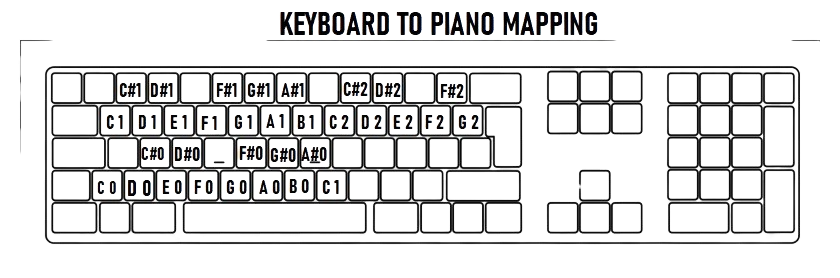 KEYBOARD TO PIANO MAPPING
C#1 D#1 F#1 G#1 A#1 C#2 D#2 F#2
C1 D1 E1 F1 G1 A1 B1 C2 D2 E2 F2 G2
C#0 D#0 _ F#0 G#0 A#0
C0 D0 E0 F0 G0 A0 B0 C1